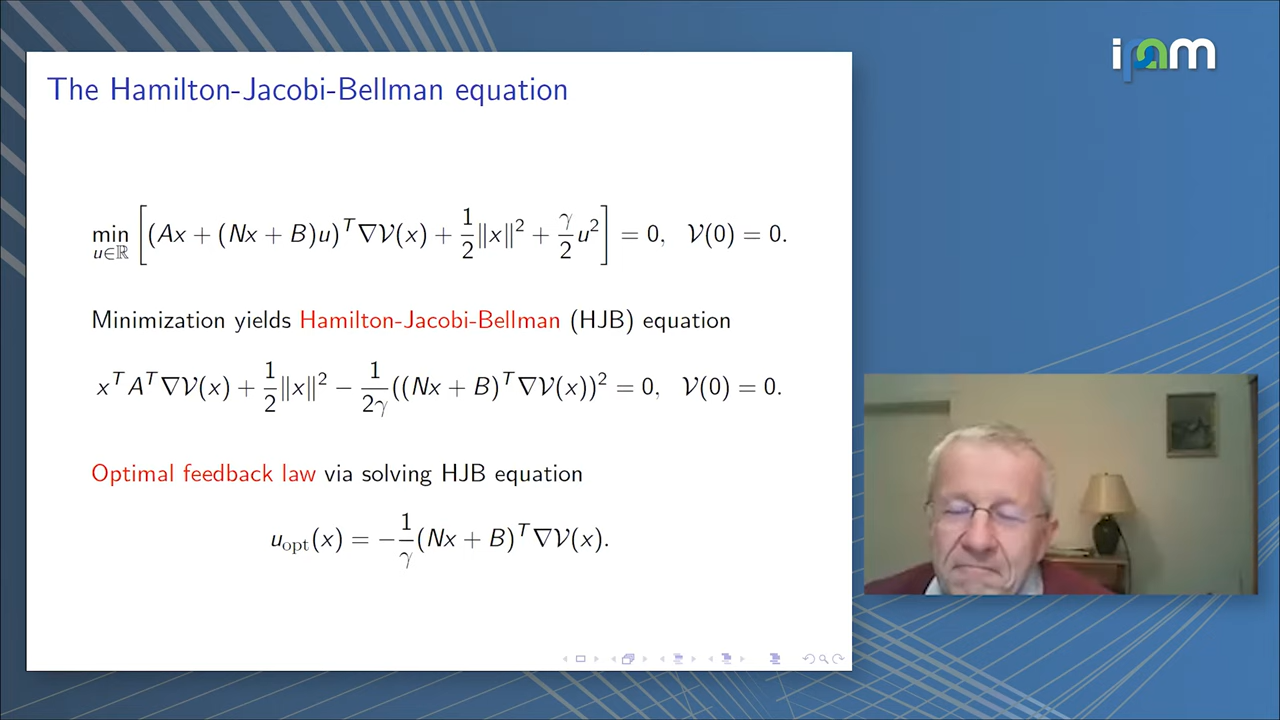 ipam
The Hamilton-Jacobi-Bellman equation
min_{u∈ℝ} [(Ax + (Nx + B)u)^T ∇𝒱(x) + 1/2 ‖x‖² + γ/2 u²] = 0, 𝒱(0) = 0.
Minimization yields Hamilton-Jacobi-Bellman (HJB) equation
x^T A^T ∇𝒱(x) + 1/2 ‖x‖² − 1/2γ ((Nx + B)^T ∇𝒱(x))² = 0, 𝒱(0) = 0.
Optimal feedback law via solving HJB equation
u_opt(x) = −1/γ (Nx + B)^T ∇𝒱(x).